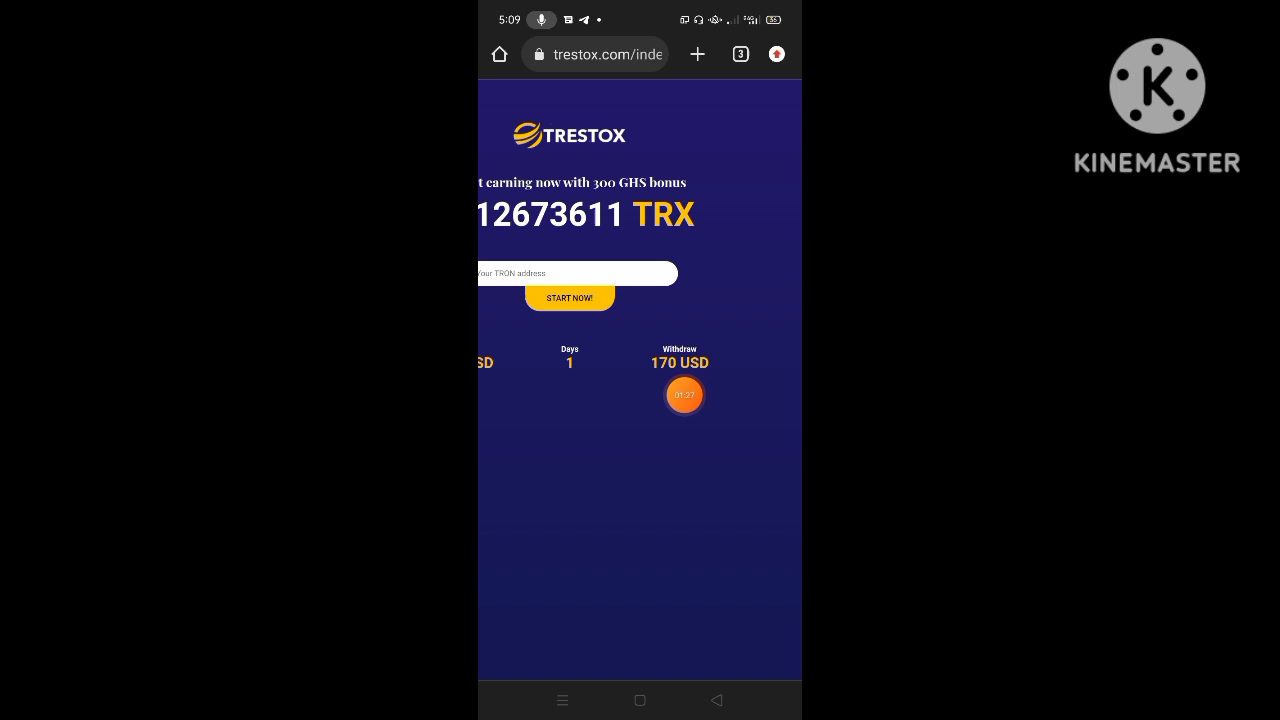 5:09
36
trestox.com/inde
3
K
KINEMASTER
TRESTOX
t earning now with 300 GHS bonus
12673611 TRX
Your TRON address
START NOW!
Days
Withdraw
SD
1
170 USD
01:27